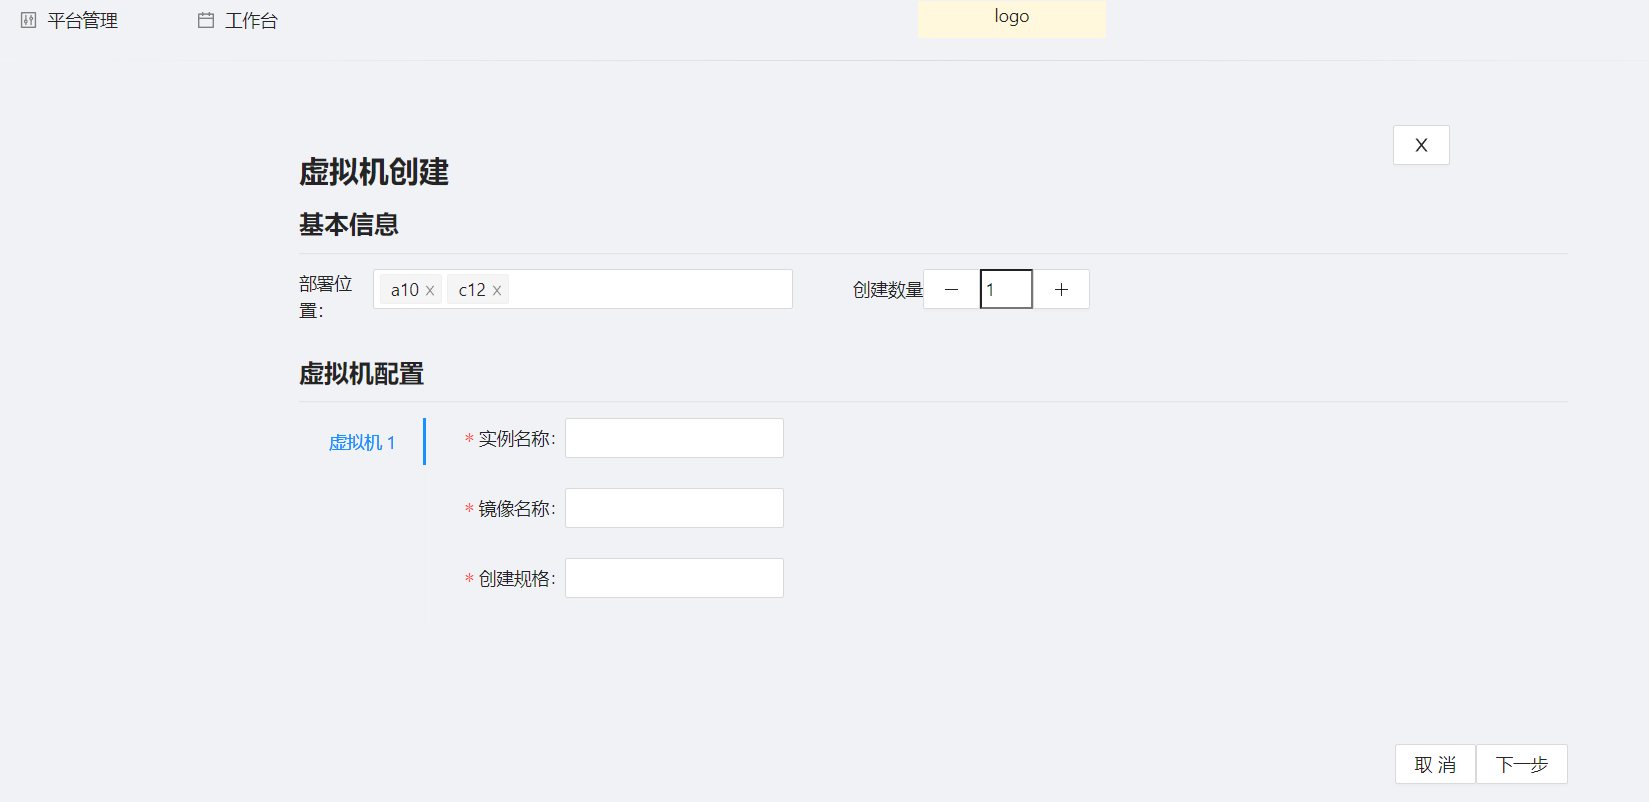 平台管理 工作台 logo
X
虚拟机创建
基本信息
部署位置： a10 x c12 x 创建数量 — 1 +
虚拟机配置
虚拟机 1
* 实例名称：
* 镜像名称：
* 创建规格：
取 消 下一步